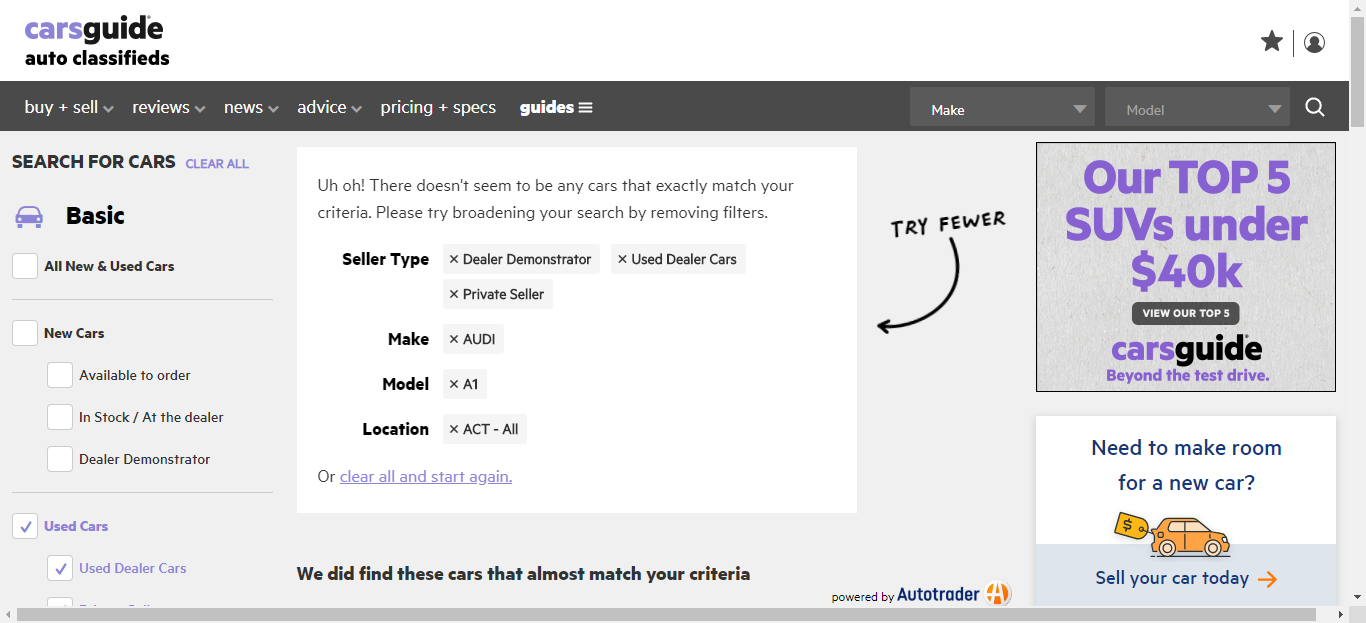 carsguide
auto classifieds
buy + sell
reviews
news
advice
pricing + specs
guides
Make
Model
SEARCH FOR CARS CLEAR ALL
Basic
All New & Used Cars
New Cars
Available to order
In Stock / At the dealer
Dealer Demonstrator
Used Cars
Used Dealer Cars
Uh oh! There doesn't seem to be any cars that exactly match your
criteria. Please try broadening your search by removing filters.
Seller Type × Dealer Demonstrator × Used Dealer Cars
× Private Seller
Make × AUDI
Model × A1
Location × ACT - All
Or clear all and start again.
TRY FEWER
We did find these cars that almost match your criteria
powered by Autotrader
Our TOP 5
SUVs under
$40k
VIEW OUR TOP 5
carsguide
Beyond the test drive.
Need to make room
for a new car?
$
Sell your car today